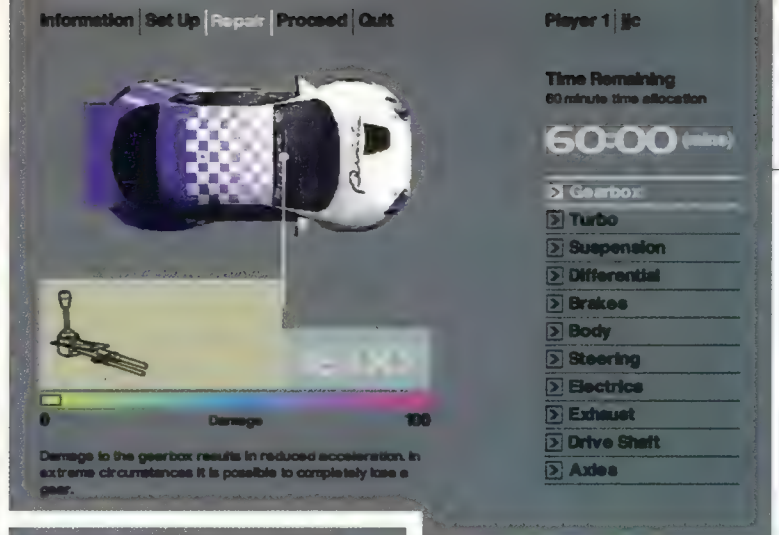 Information | Set Up | Repair | Proceed | Quit
Player 1 | jjc
Time Remaining
60 minute time allocation
60:00 (mins)
> Gearbox
> Turbo
> Suspension
> Differential
> Brakes
> Body
> Steering
> Electrics
> Exhaust
> Drive Shaft
> Axles
0 Damage 100
Damage to the gearbox results in reduced acceleration. In
extreme circumstances it is possible to completely lose a
gear.